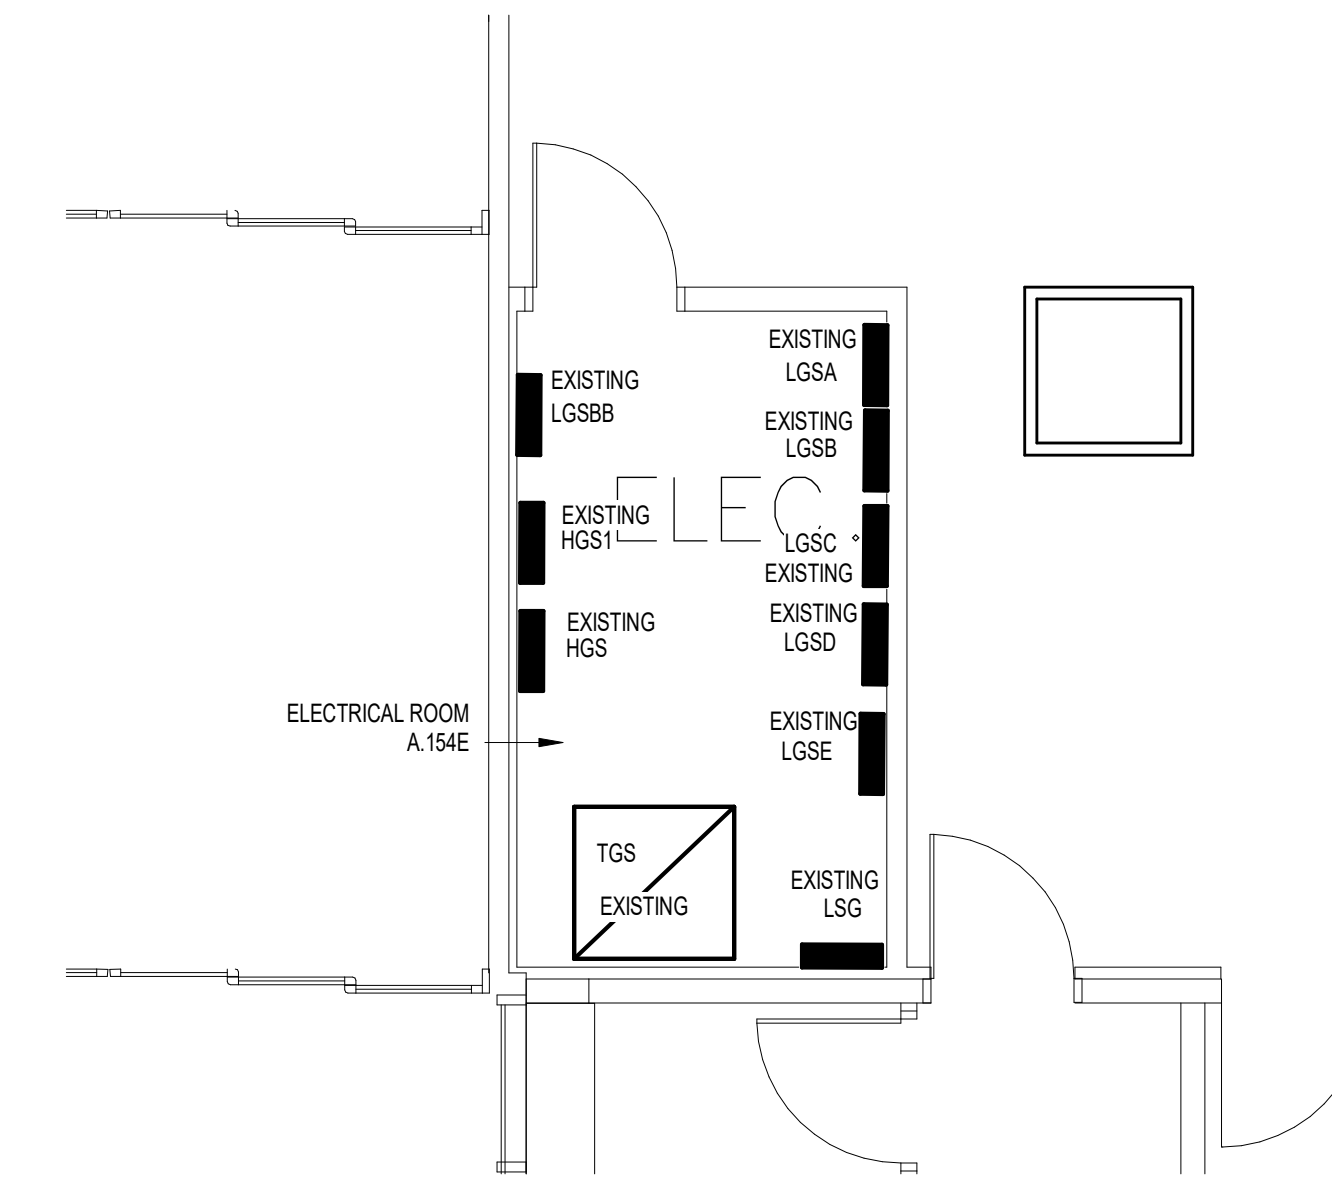 EXISTING
LGSA
EXISTING
LGSBB
EXISTING
LGSB
ELEC.
EXISTING
HGS1
LGSC
EXISTING
EXISTING
LGSD
EXISTING
HGS
ELECTRICAL ROOM
A.154E
EXISTING
LGSE
TGS
EXISTING
EXISTING
LSG